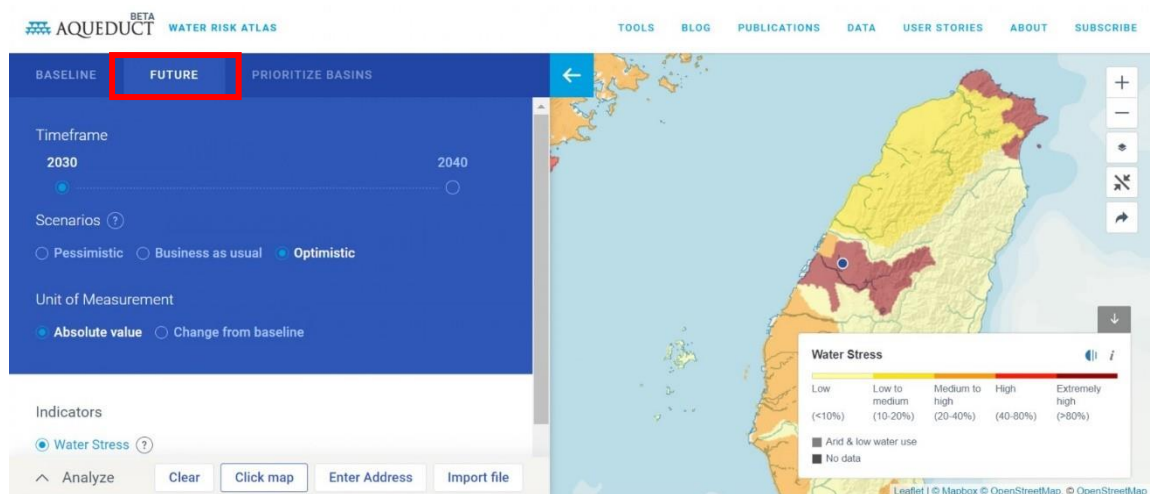 BETA
AQUEDUCT WATER RISK ATLAS
TOOLS BLOG PUBLICATIONS DATA USER STORIES ABOUT SUBSCRIBE
BASELINE FUTURE PRIORITIZE BASINS
Timeframe
2030 2040
Scenarios ?
Pessimistic Business as usual Optimistic
Unit of Measurement
Absolute value Change from baseline
Indicators
Water Stress ?
Analyze Clear Click map Enter Address Import file
Water Stress i
Low Low to medium Medium to high High Extremely high
(<10%) (10-20%) (20-40%) (40-80%) (>80%)
Arid & low water use
No data
Leaflet | © Mapbox © OpenStreetMap, © OpenStreetMap